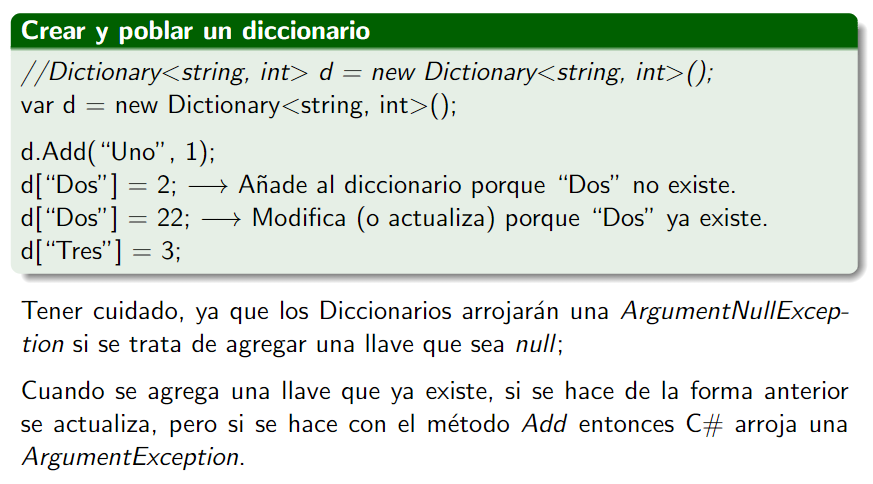 Crear y poblar un diccionario
//Dictionary<string, int> d = new Dictionary<string, int>();
var d = new Dictionary<string, int>();
d.Add(“Uno”, 1);
d[“Dos”] = 2; ⟶ Añade al diccionario porque “Dos” no existe.
d[“Dos”] = 22; ⟶ Modifica (o actualiza) porque “Dos” ya existe.
d[“Tres”] = 3;
Tener cuidado, ya que los Diccionarios arrojarán una ArgumentNullExcep-
tion si se trata de agregar una llave que sea null;
Cuando se agrega una llave que ya existe, si se hace de la forma anterior
se actualiza, pero si se hace con el método Add entonces C# arroja una
ArgumentException.